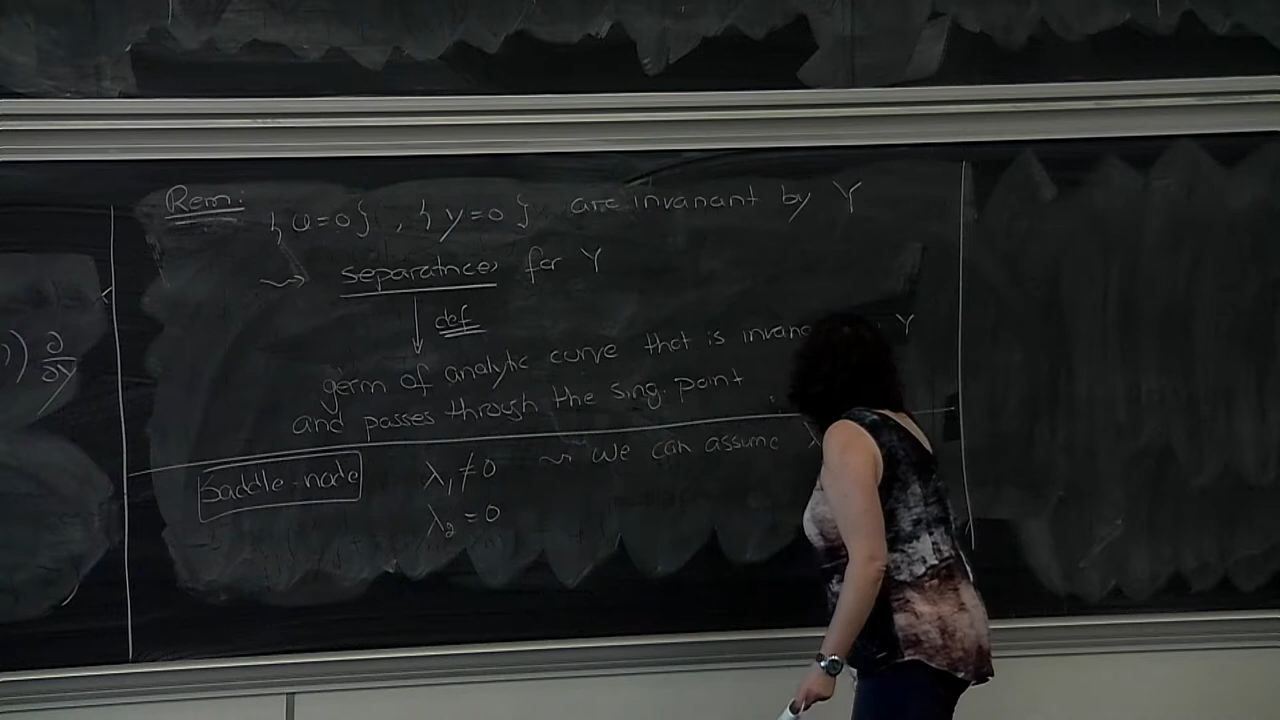 ) ∂/∂y
Rem:
{u=0}, {y=0} are invariant by Y
⇝ separatrices for Y
↓ def
germ of analytic curve that is invaria Y
and passes through the sing. point
Saddle-node λ₁≠0 ⇝ we can assume λ
λ₂=0